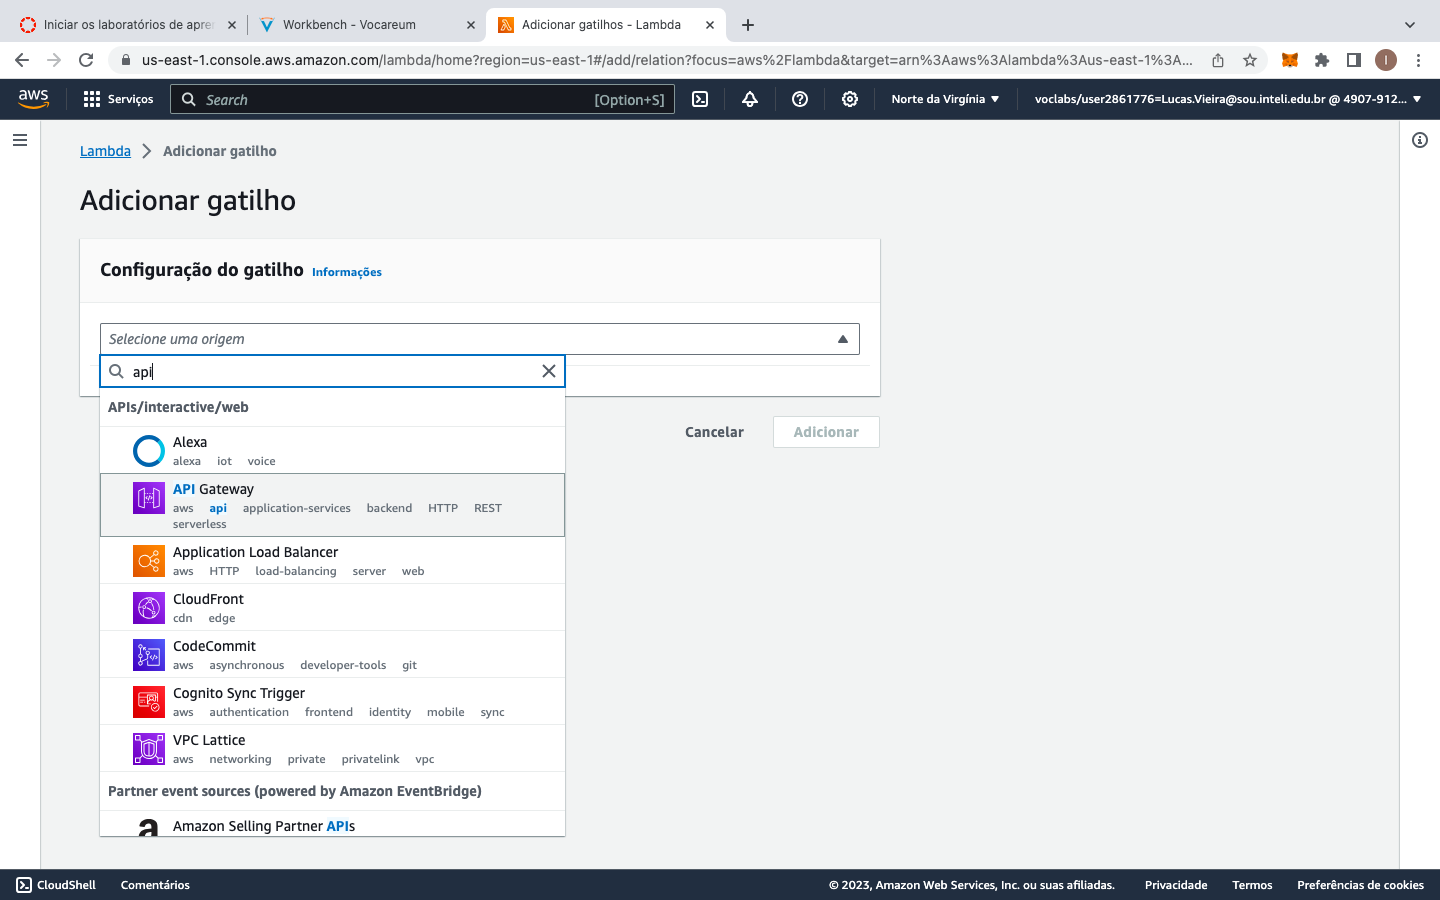 Iniciar os laboratórios de apre
Workbench - Vocareum
Adicionar gatilhos - Lambda
us-east-1.console.aws.amazon.com/lambda/home?region=us-east-1#/add/relation?focus=aws%2Flambda&target=arn%3Aaws%3Alambda%3Aus-east-1%3A...
I
aws
Serviços
Search
[Option+S]
Norte da Virgínia
voclabs/user2861776=Lucas.Vieira@sou.inteli.edu.br @ 4907-912...
Lambda
Adicionar gatilho
Adicionar gatilho
Configuração do gatilho Informações
Selecione uma origem
api
APIs/interactive/web
Cancelar
Adicionar
Alexa
alexa iot voice
API Gateway
aws api application-services backend HTTP REST
serverless
Application Load Balancer
aws HTTP load-balancing server web
CloudFront
cdn edge
CodeCommit
aws asynchronous developer-tools git
Cognito Sync Trigger
aws authentication frontend identity mobile sync
VPC Lattice
aws networking private privatelink vpc
Partner event sources (powered by Amazon EventBridge)
a
Amazon Selling Partner APIs
CloudShell
Comentários
© 2023, Amazon Web Services, Inc. ou suas afiliadas.
Privacidade
Termos
Preferências de cookies